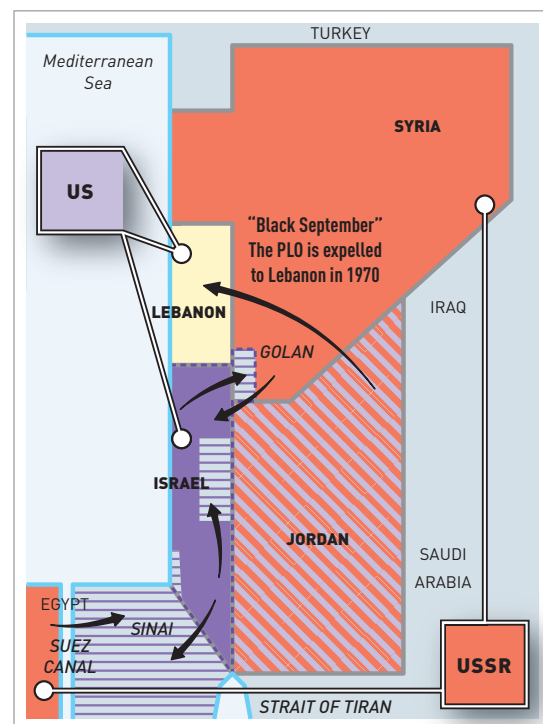 TURKEY
Mediterranean
Sea
SYRIA
US
“Black September”
The PLO is expelled
to Lebanon in 1970
LEBANON
IRAQ
GOLAN
ISRAEL
JORDAN
SAUDI
ARABIA
EGYPT
SINAI
SUEZ
CANAL
USSR
STRAIT OF TIRAN